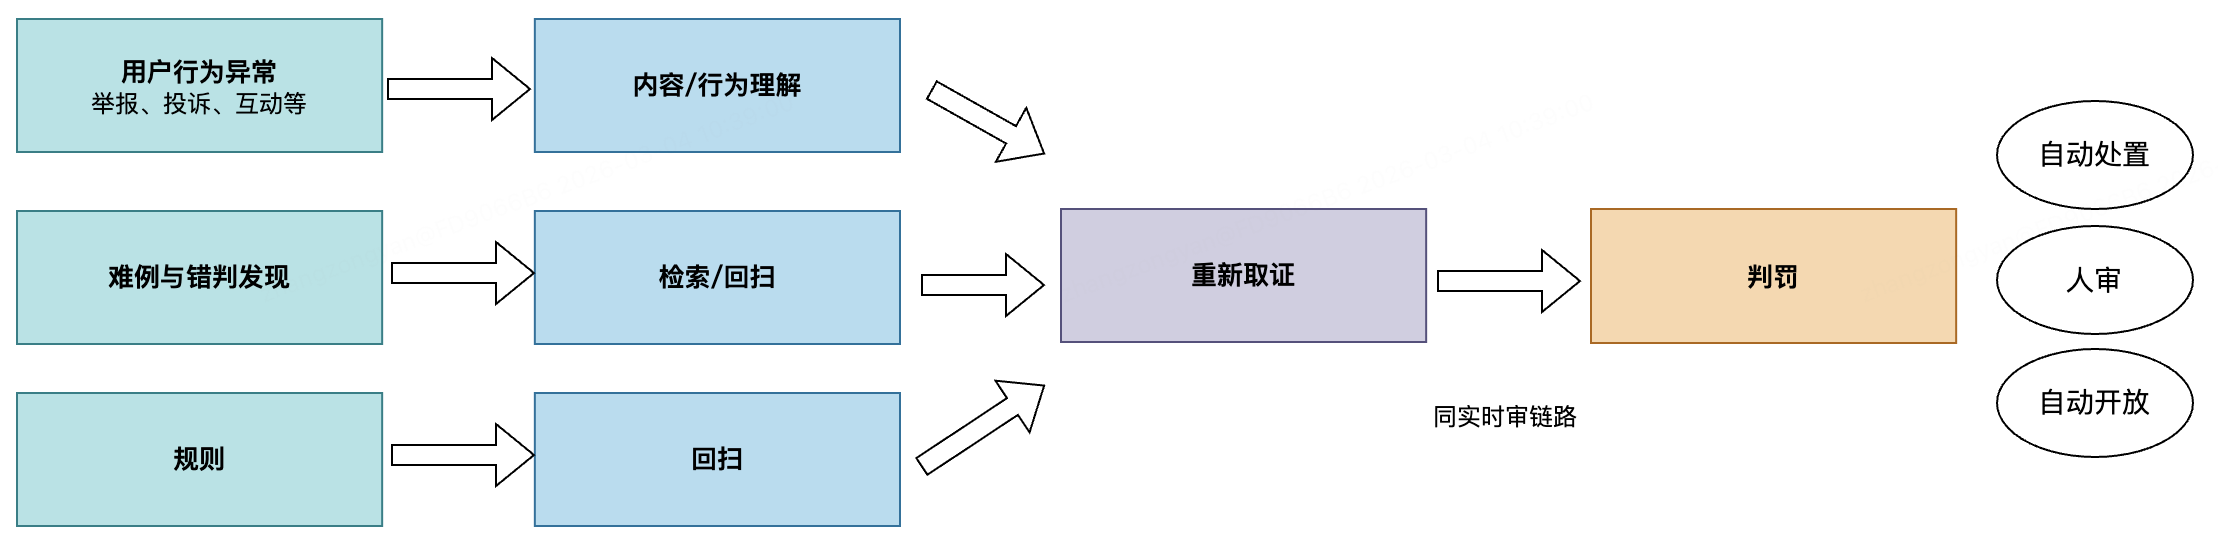 用户行为异常
举报、投诉、互动等
内容/行为理解
难例与错判发现
检索/回扫
规则
回扫
重新取证
判罚
同实时审链路
自动处置
人审
自动开放